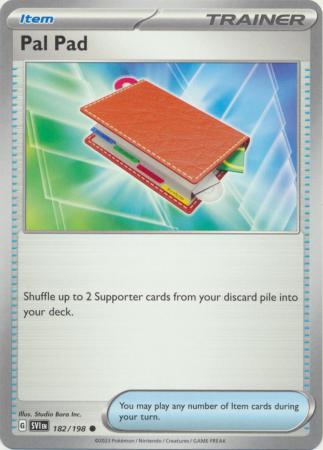 Item
TRAINER
Pal Pad
Shuffle up to 2 Supporter cards from your discard pile into
your deck.
Illus. Studio Bora Inc.
G SVI EN 182/198 ●
You may play any number of Item cards during
your turn.
©2023 Pokémon / Nintendo / Creatures / GAME FREAK